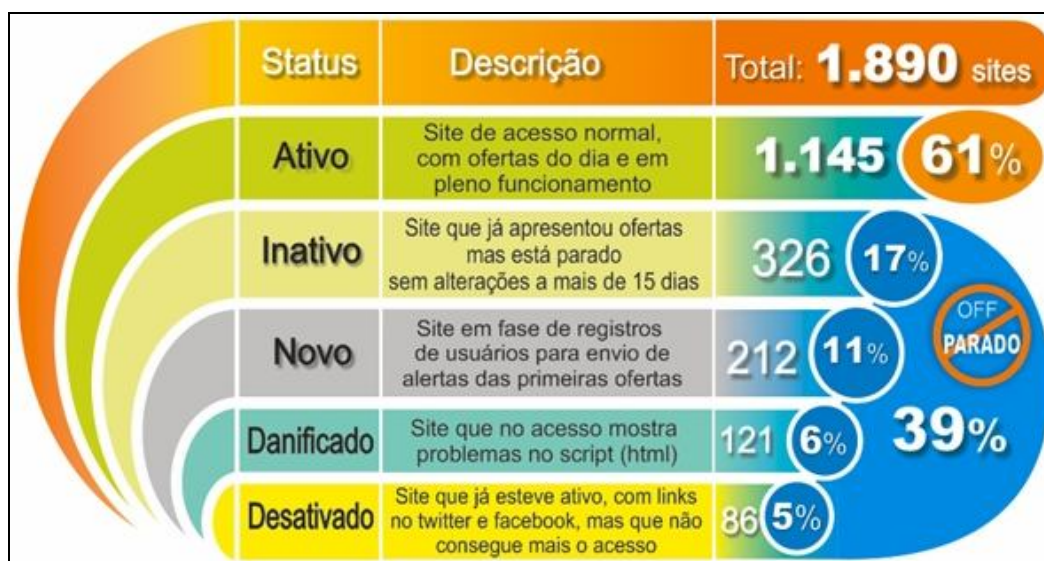 Status
Descrição
Total: 1.890 sites
Ativo
Site de acesso normal,
com ofertas do dia e em
pleno funcionamento
1.145
61%
Inativo
Site que já apresentou ofertas
mas está parado
sem alterações a mais de 15 dias
326
17%
Novo
Site em fase de registros
de usuários para envio de
alertas das primeiras ofertas
212
11%
Danificado
Site que no acesso mostra
problemas no script (html)
121
6%
Desativado
Site que já esteve ativo, com links
no twitter e facebook, mas que não
consegue mais o acesso
86
5%
OFF
PARADO
39%